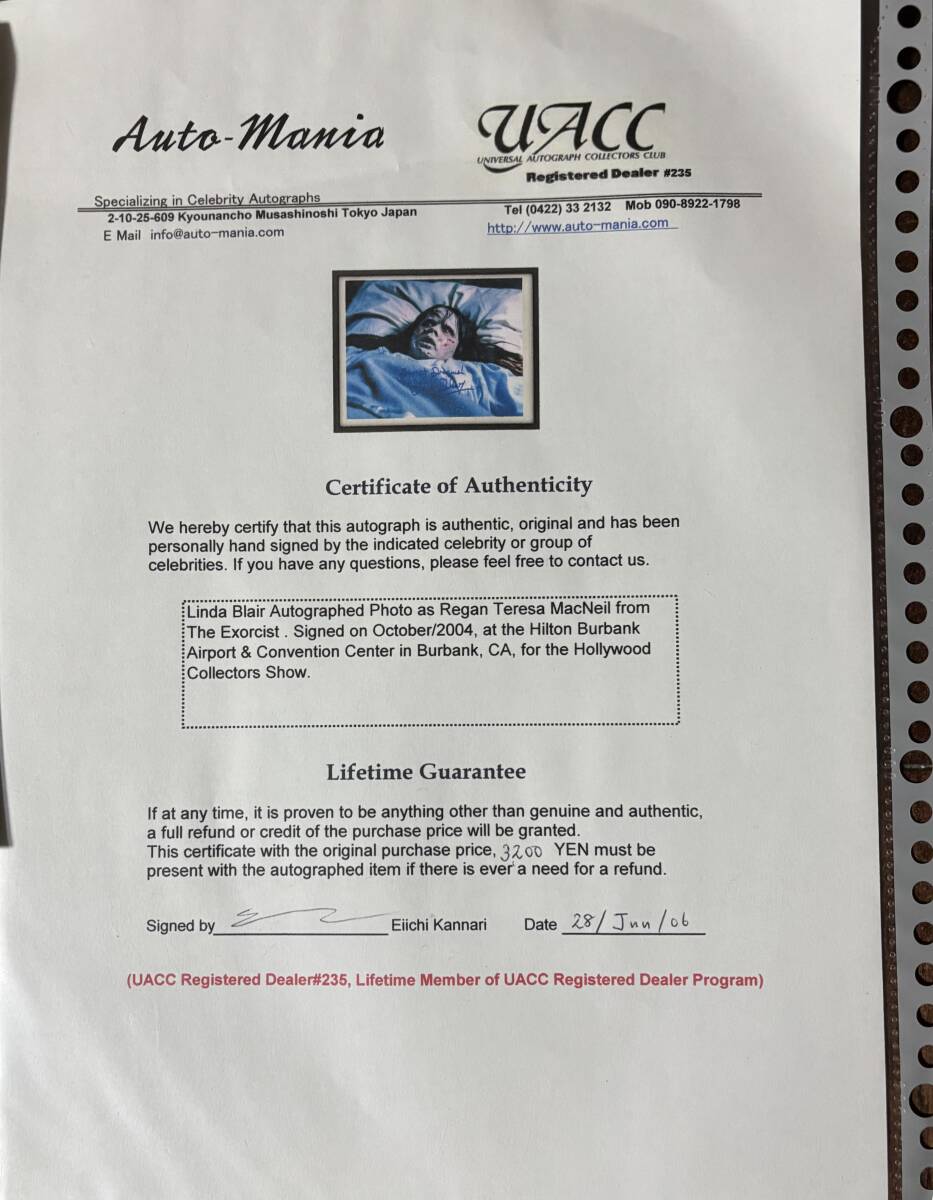 Auto-Mania
UACC
UNIVERSAL AUTOGRAPH COLLECTORS CLUB
Registered Dealer #235
Specializing in Celebrity Autographs
2-10-25-609 Kyounancho Musashinoshi Tokyo Japan
Tel (0422) 33 2132 Mob 090-8922-1798
E Mail info@auto-mania.com
http://www.auto-mania.com
Certificate of Authenticity
We hereby certify that this autograph is authentic, original and has been
personally hand signed by the indicated celebrity or group of
celebrities. If you have any questions, please feel free to contact us.
Linda Blair Autographed Photo as Regan Teresa MacNeil from
The Exorcist . Signed on October/2004, at the Hilton Burbank
Airport & Convention Center in Burbank, CA, for the Hollywood
Collectors Show.
Lifetime Guarantee
If at any time, it is proven to be anything other than genuine and authentic,
a full refund or credit of the purchase price will be granted.
This certificate with the original purchase price, 3200 YEN must be
present with the autographed item if there is ever a need for a refund.
Signed by Eiichi Kannari Date 28/Jun/06
(UACC Registered Dealer#235, Lifetime Member of UACC Registered Dealer Program)